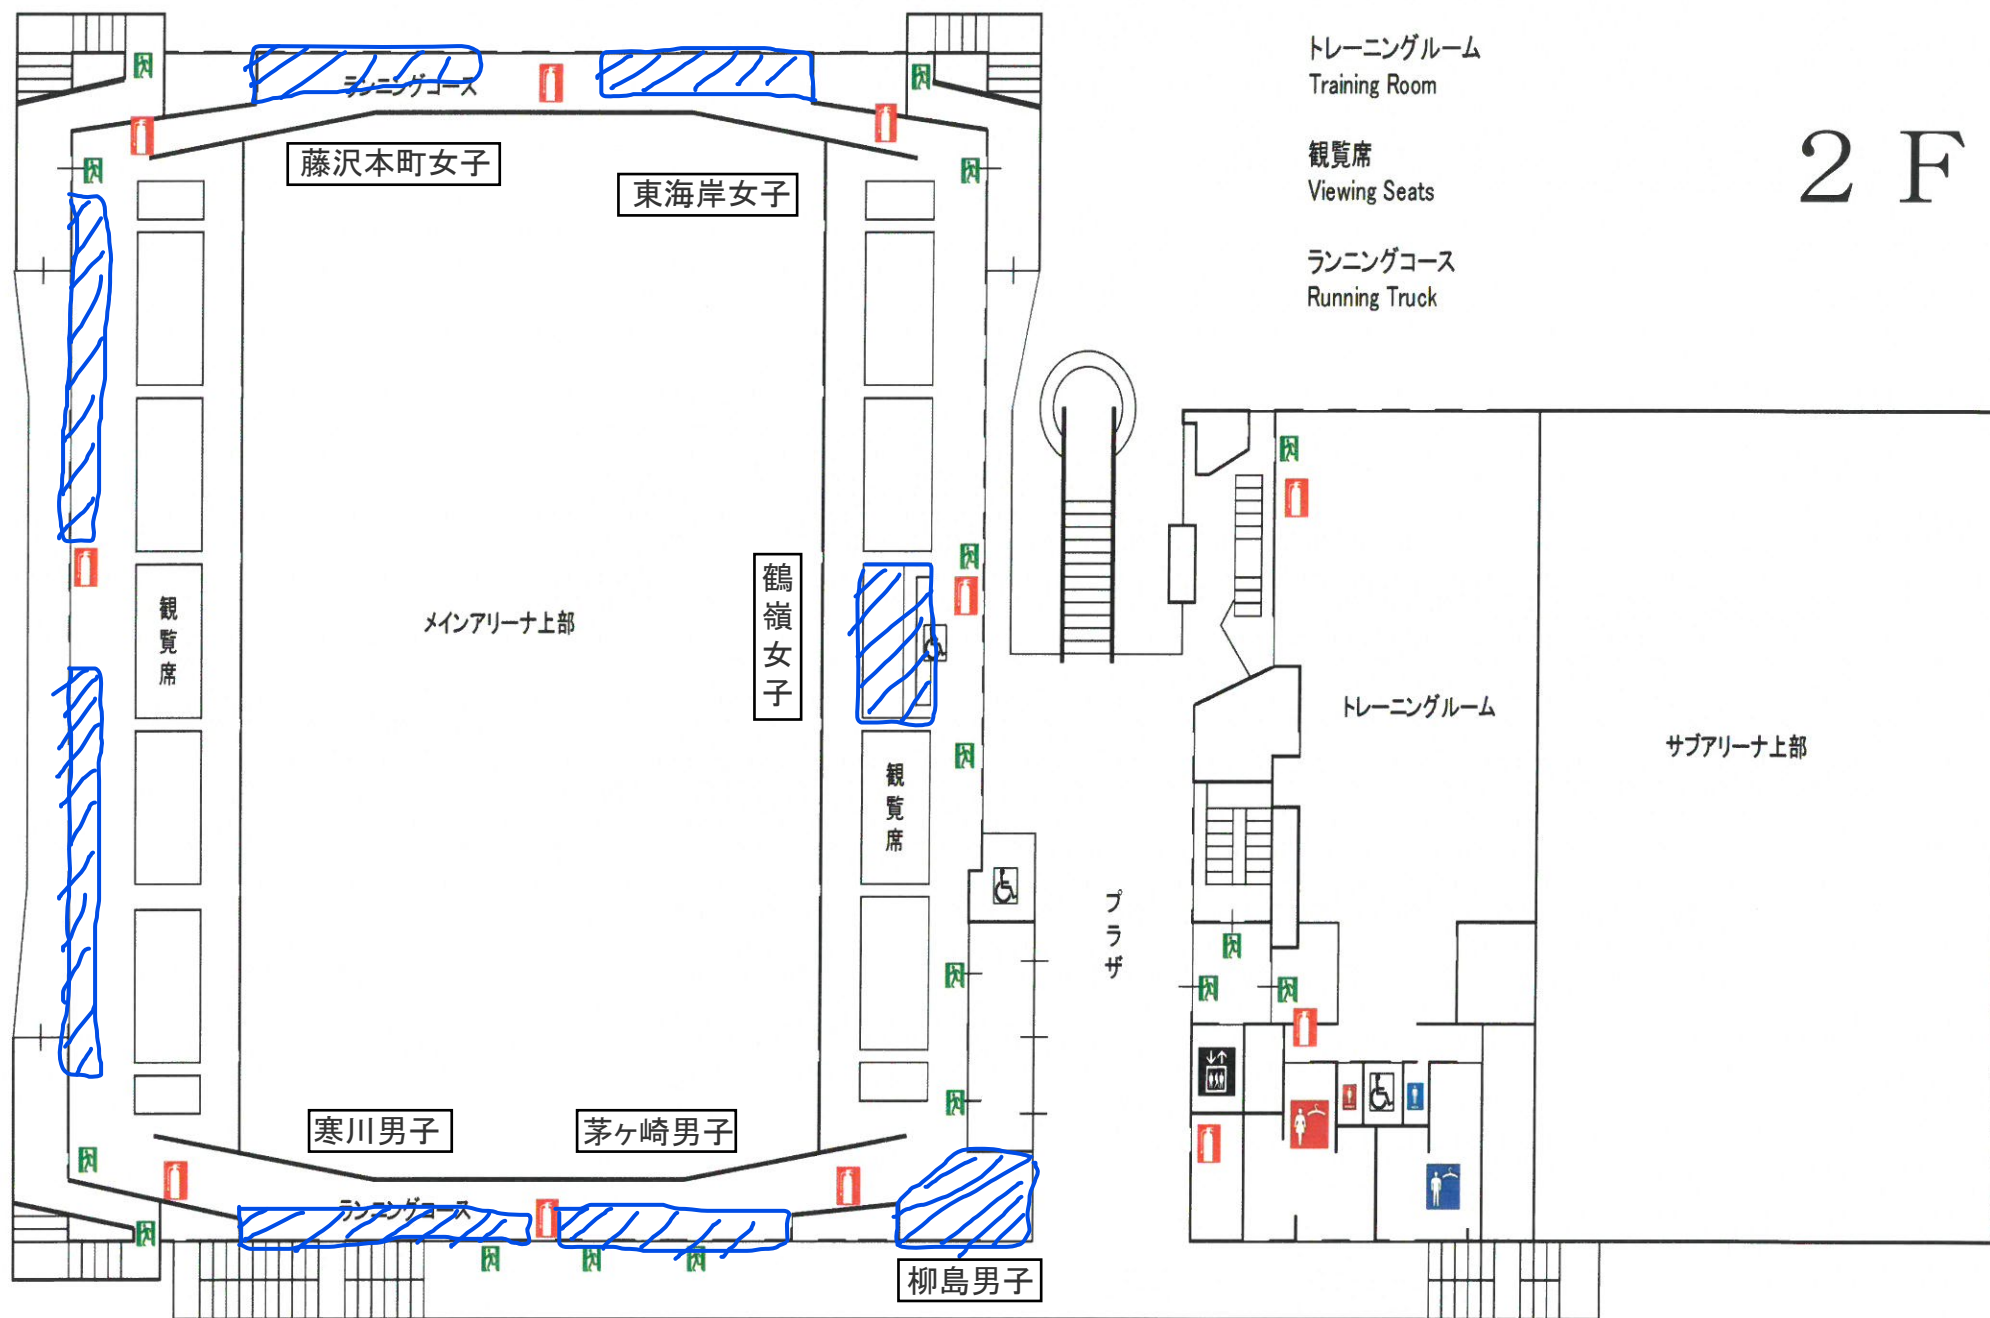 トレーニングルーム
Training Room
観覧席
Viewing Seats
ランニングコース
Running Truck
2 F
ランニングコース
藤沢本町女子
東海岸女子
観覧席
メインアリーナ上部
鶴嶺女子
観覧席
プラザ
トレーニングルーム
サブアリーナ上部
寒川男子
茅ヶ崎男子
ランニングコース
柳島男子